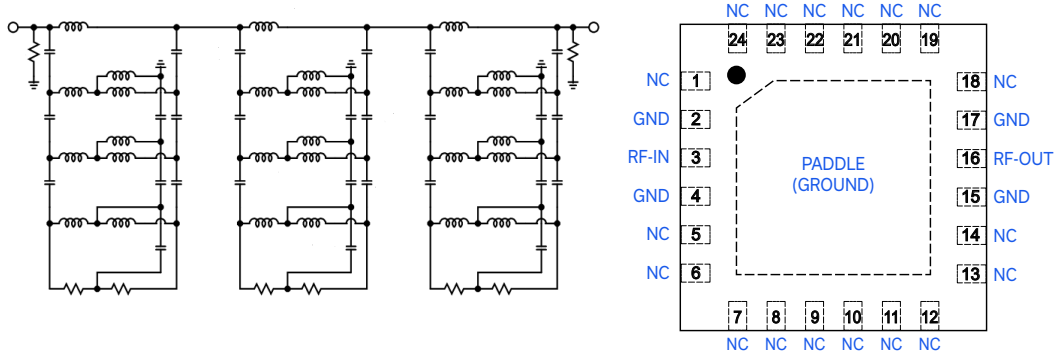 NC NC NC NC NC NC
24 23 22 21 20 19
NC 1 18 NC
GND 2 17 GND
RF-IN 3 16 RF-OUT
PADDLE
(GROUND)
GND 4 15 GND
NC 5 14 NC
NC 6 13 NC
7 8 9 10 11 12
NC NC NC NC NC NC